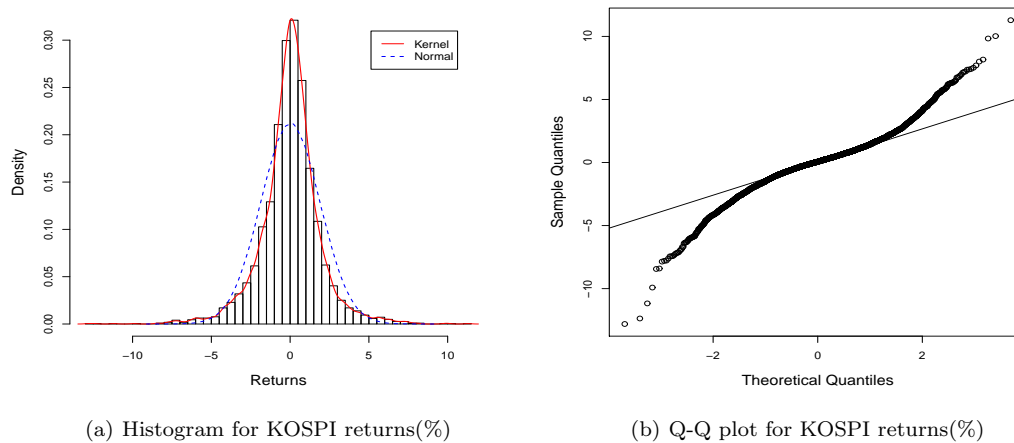 Kernel
Normal
Density
0.00
0.05
0.10
0.15
0.20
0.25
0.30
−10
−5
0
5
10
Returns
(a) Histogram for KOSPI returns(%)
Sample Quantiles
−10
−5
0
5
10
−2
0
2
Theoretical Quantiles
(b) Q-Q plot for KOSPI returns(%)